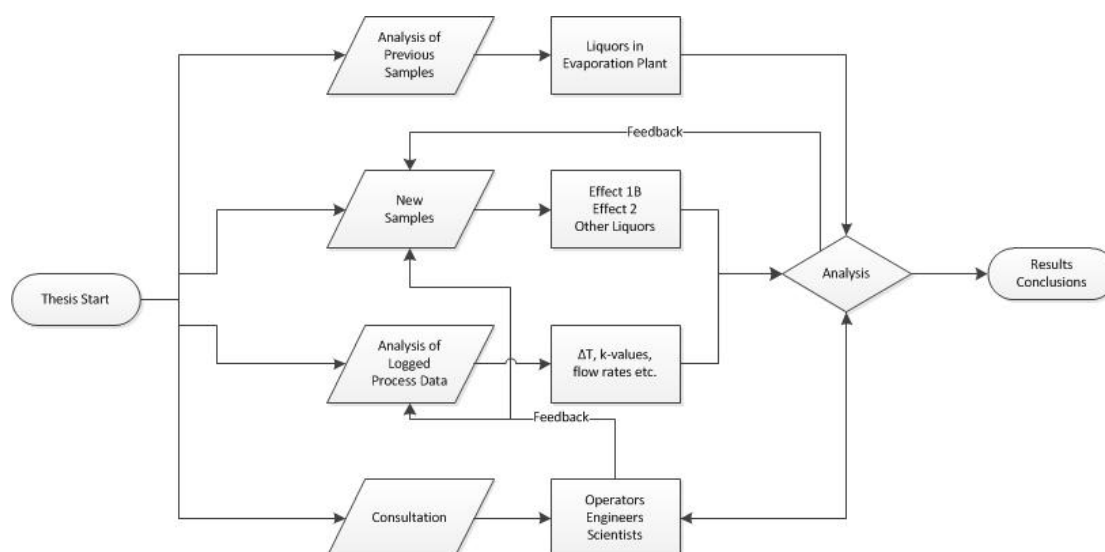 Analysis of
Previous
Samples
Liquors in
Evaporation Plant
Feedback
New
Samples
Effect 1B
Effect 2
Other Liquors
Thesis Start
Analysis
Results
Conclusions
Analysis of
Logged
Process Data
ΔT, k-values,
flow rates etc.
Feedback
Consultation
Operators
Engineers
Scientists